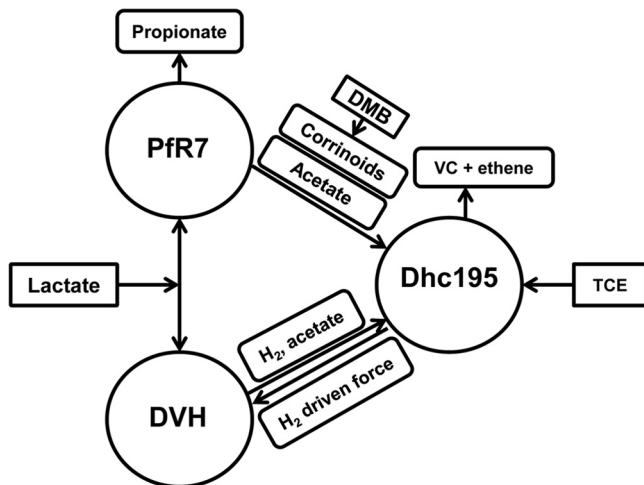 Propionate
PfR7
DMB
Corrinoids
Acetate
VC + ethene
Dhc195
Lactate
TCE
H₂, acetate
H₂ driven force
DVH